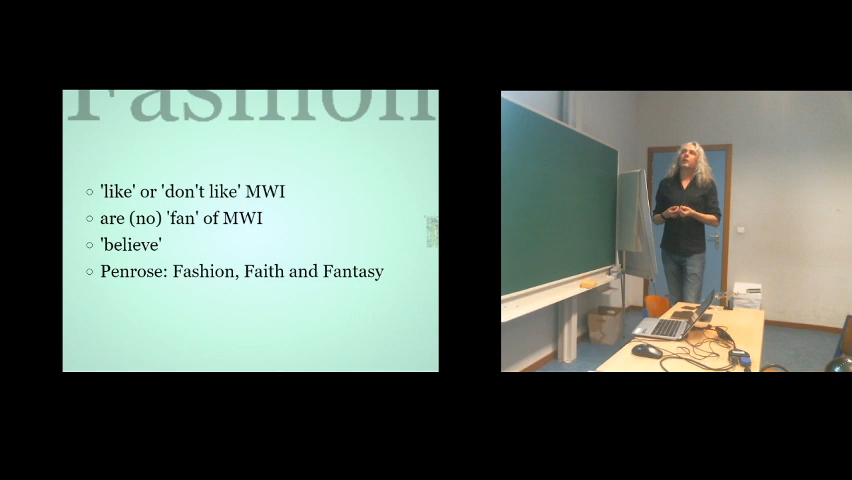 Fashion
'like' or 'don't like' MWI
are (no) 'fan' of MWI
'believe'
Penrose: Fashion, Faith and Fantasy